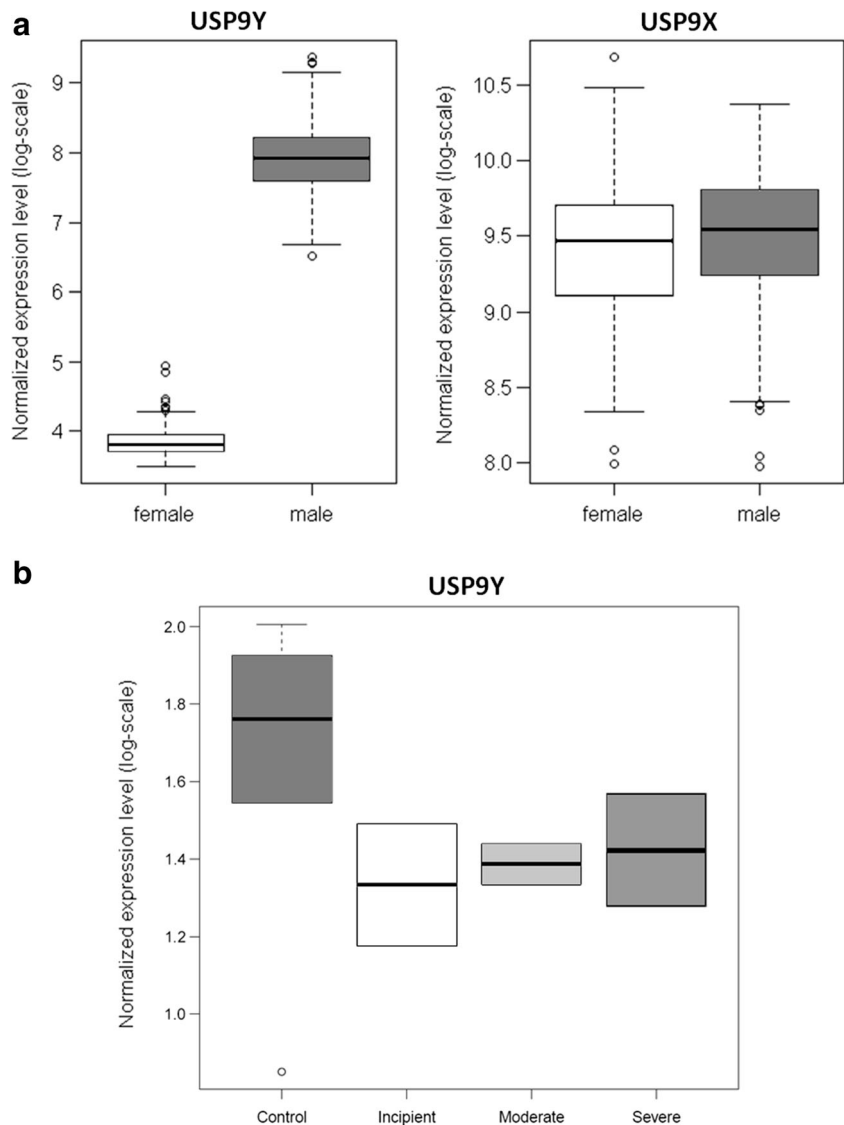 a
USP9Y
USP9X
Normalized expression level (log-scale)
9
8
7
6
5
4
female male
Normalized expression level (log-scale)
10.5
10.0
9.5
9.0
8.5
8.0
female male
b
USP9Y
Normalized expression level (log-scale)
2.0
1.8
1.6
1.4
1.2
1.0
Control Incipient Moderate Severe